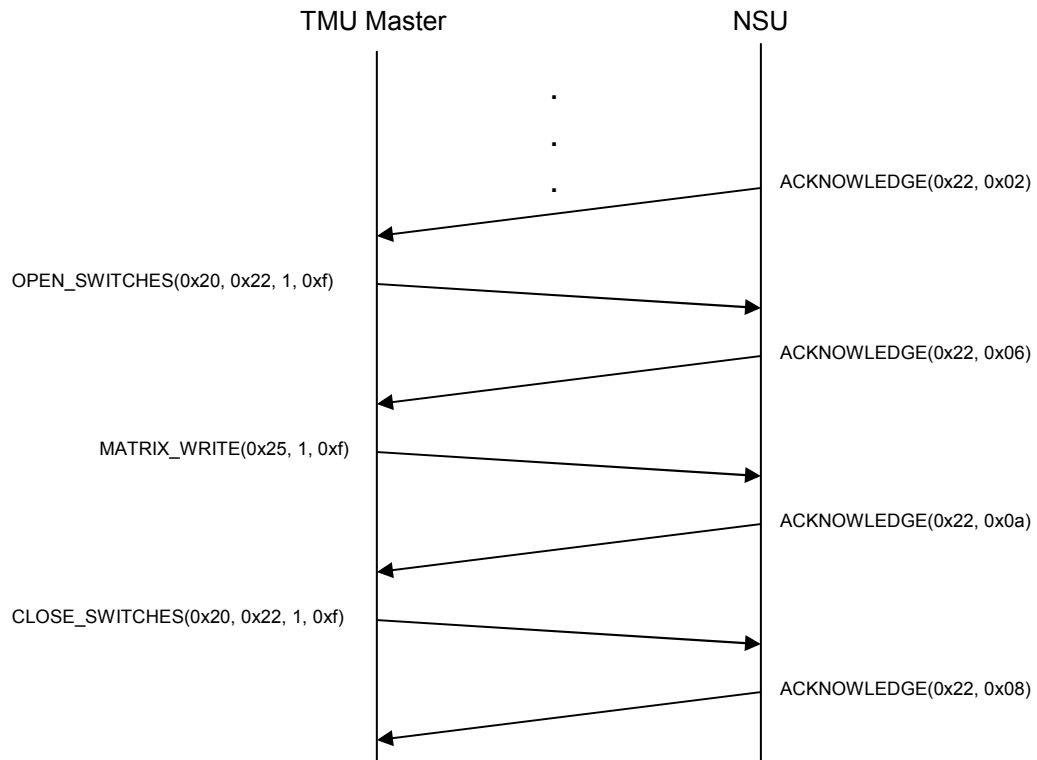 TMU Master
NSU
.
.
.
ACKNOWLEDGE(0x22, 0x02)
OPEN_SWITCHES(0x20, 0x22, 1, 0xf)
ACKNOWLEDGE(0x22, 0x06)
MATRIX_WRITE(0x25, 1, 0xf)
ACKNOWLEDGE(0x22, 0x0a)
CLOSE_SWITCHES(0x20, 0x22, 1, 0xf)
ACKNOWLEDGE(0x22, 0x08)